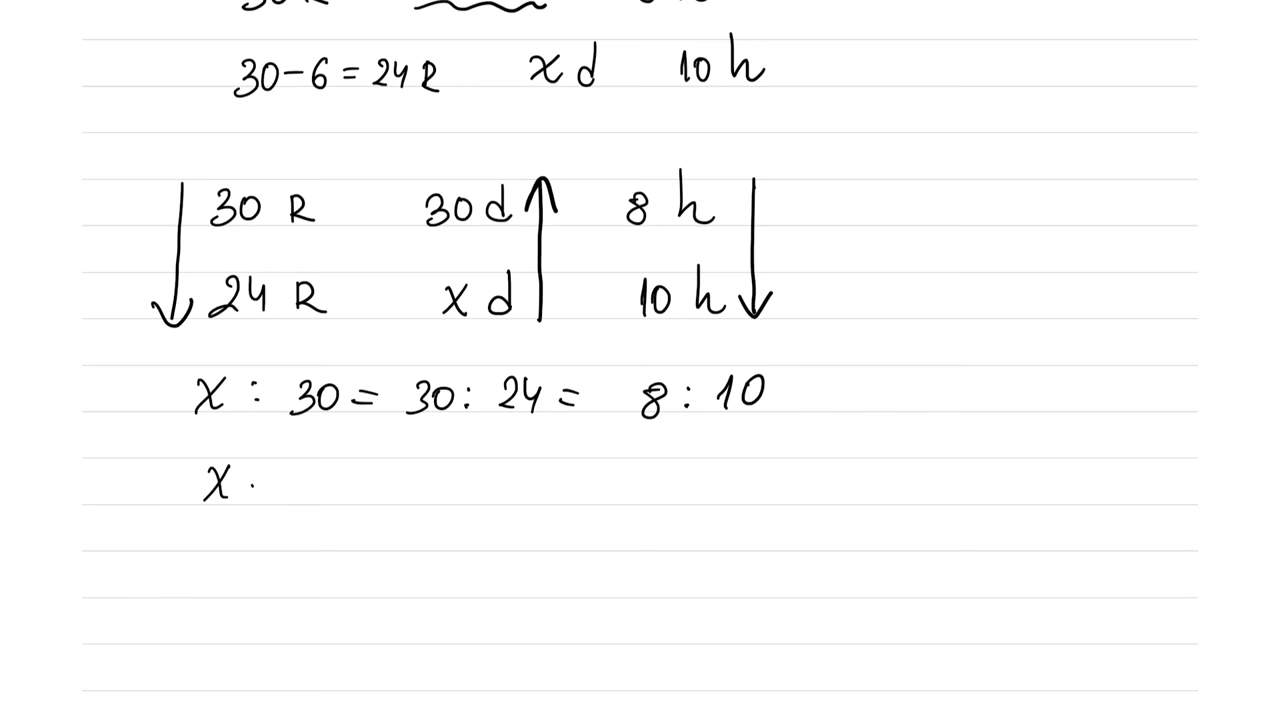 30-6=24 R x d 10 h
30 R 30 d 8 h
24 R x d 10 h
x : 30 = 30 : 24 = 8 : 10
x .